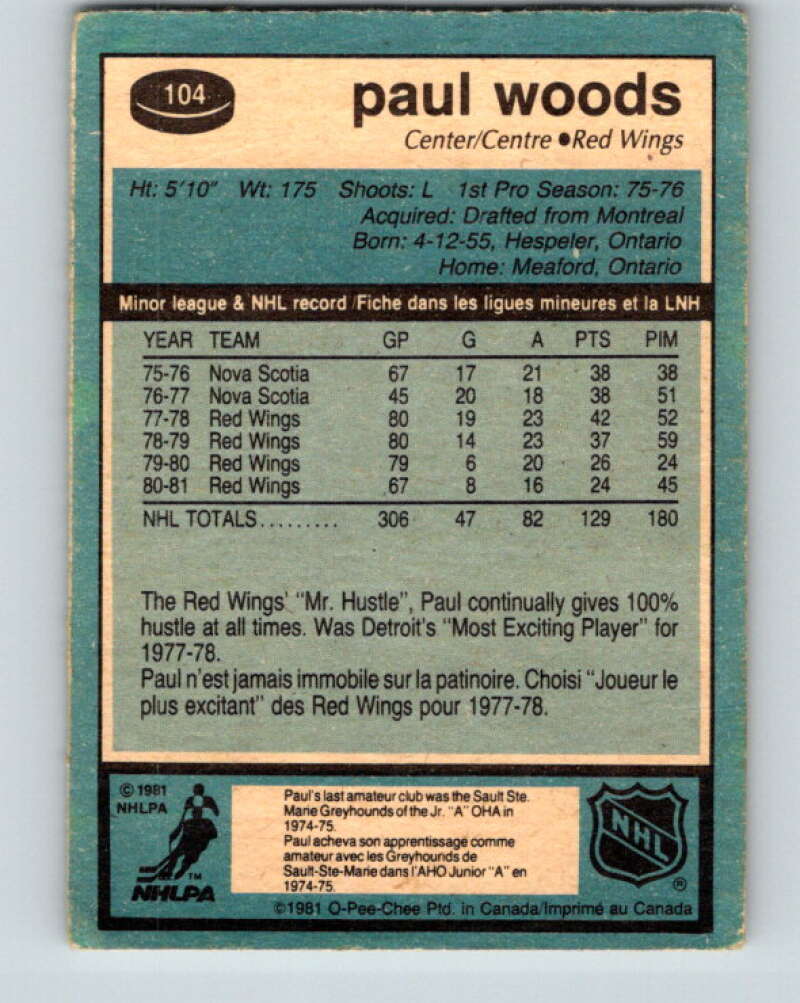 104
paul woods
Center/Centre ●Red Wings
Ht: 5'10" Wt: 175 Shoots: L 1st Pro Season: 75-76
Acquired: Drafted from Montreal
Born: 4-12-55, Hespeler, Ontario
Home: Meaford, Ontario
Minor league & NHL record/Fiche dans les ligues mineures et la LNH
YEAR TEAM GP G A PTS PIM
75-76 Nova Scotia 67 17 21 38 38
76-77 Nova Scotia 45 20 18 38 51
77-78 Red Wings 80 19 23 42 52
78-79 Red Wings 80 14 23 37 59
79-80 Red Wings 79 6 20 26 24
80-81 Red Wings 67 8 16 24 45
NHL TOTALS......... 306 47 82 129 180
The Red Wings' "Mr. Hustle", Paul continually gives 100%
hustle at all times. Was Detroit's "Most Exciting Player" for
1977-78.
Paul n'est jamais immobile sur la patinoire. Choisi "Joueur le
plus excitant" des Red Wings pour 1977-78.
©1981
NHLPA
TM
NHLPA
Paul's last amateur club was the Sault Ste.
Marie Greyhounds of the Jr. "A" OHA in
1974-75.
Paul acheva son apprentissage comme
amateur avec les Greyhounds de
Sault-Ste-Marie dans l'AHO Junior "A" en
1974-75.
NHL
®
©1981 O-Pee-Chee Ptd. in Canada/Imprimé au Canada